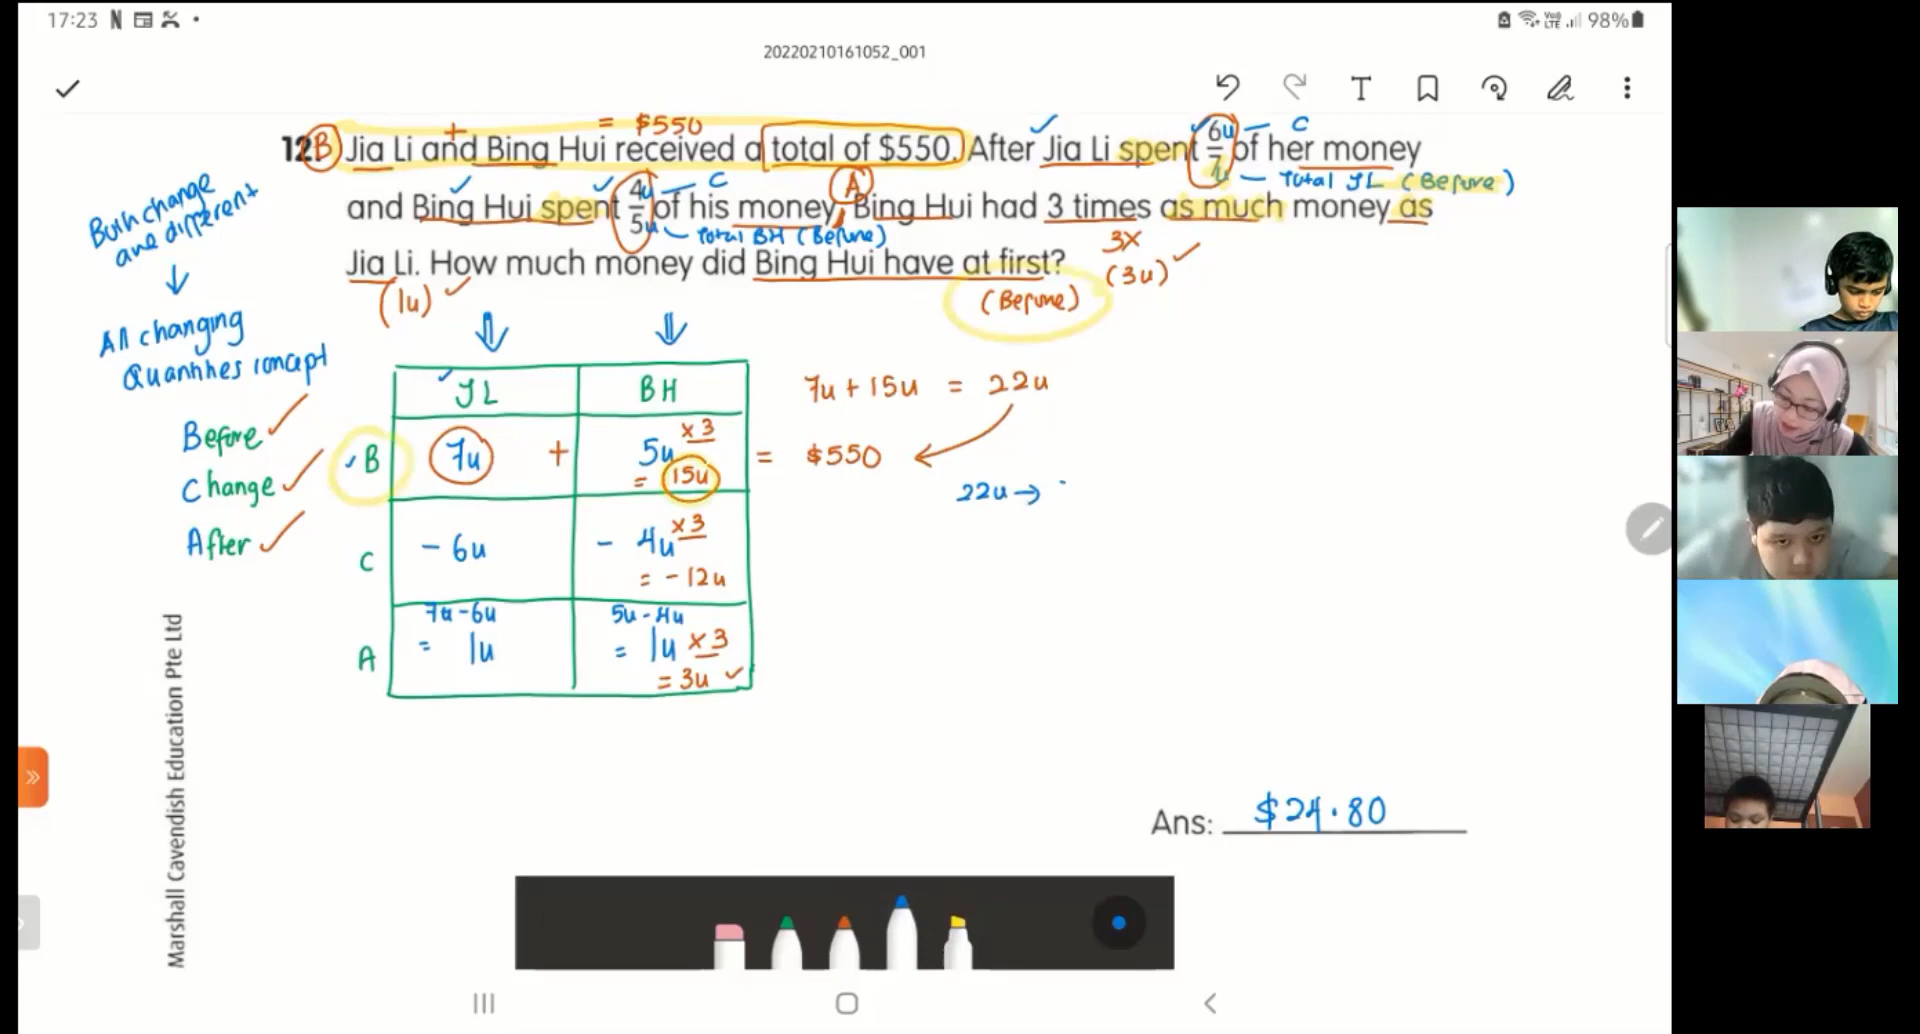 17:23 N 98%
20220210161052_001
T
= $550
12. B Jia Li and Bing Hui received a total of $550. After Jia Li spent 6u/7u of her money
+
— C
— Total JL (Before)
and Bing Hui spent 4u/5u of his money, Bing Hui had 3 times as much money as
— C
A
— Total BH (Before)
3x
(3u)
Jia Li. How much money did Bing Hui have at first?
(1u)
(Before)
Both change
are different
All changing
Quantities concept
Before
Change
After
JL BH
B 7u + 5u x 3 = $550
= 15u
C - 6u - 4u x 3
= - 12u
7u - 6u 5u - 4u
A = 1u = 1u x 3
= 3u
7u + 15u = 22u
22u →
Ans: $24.80
Marshall Cavendish Education Pte Ltd